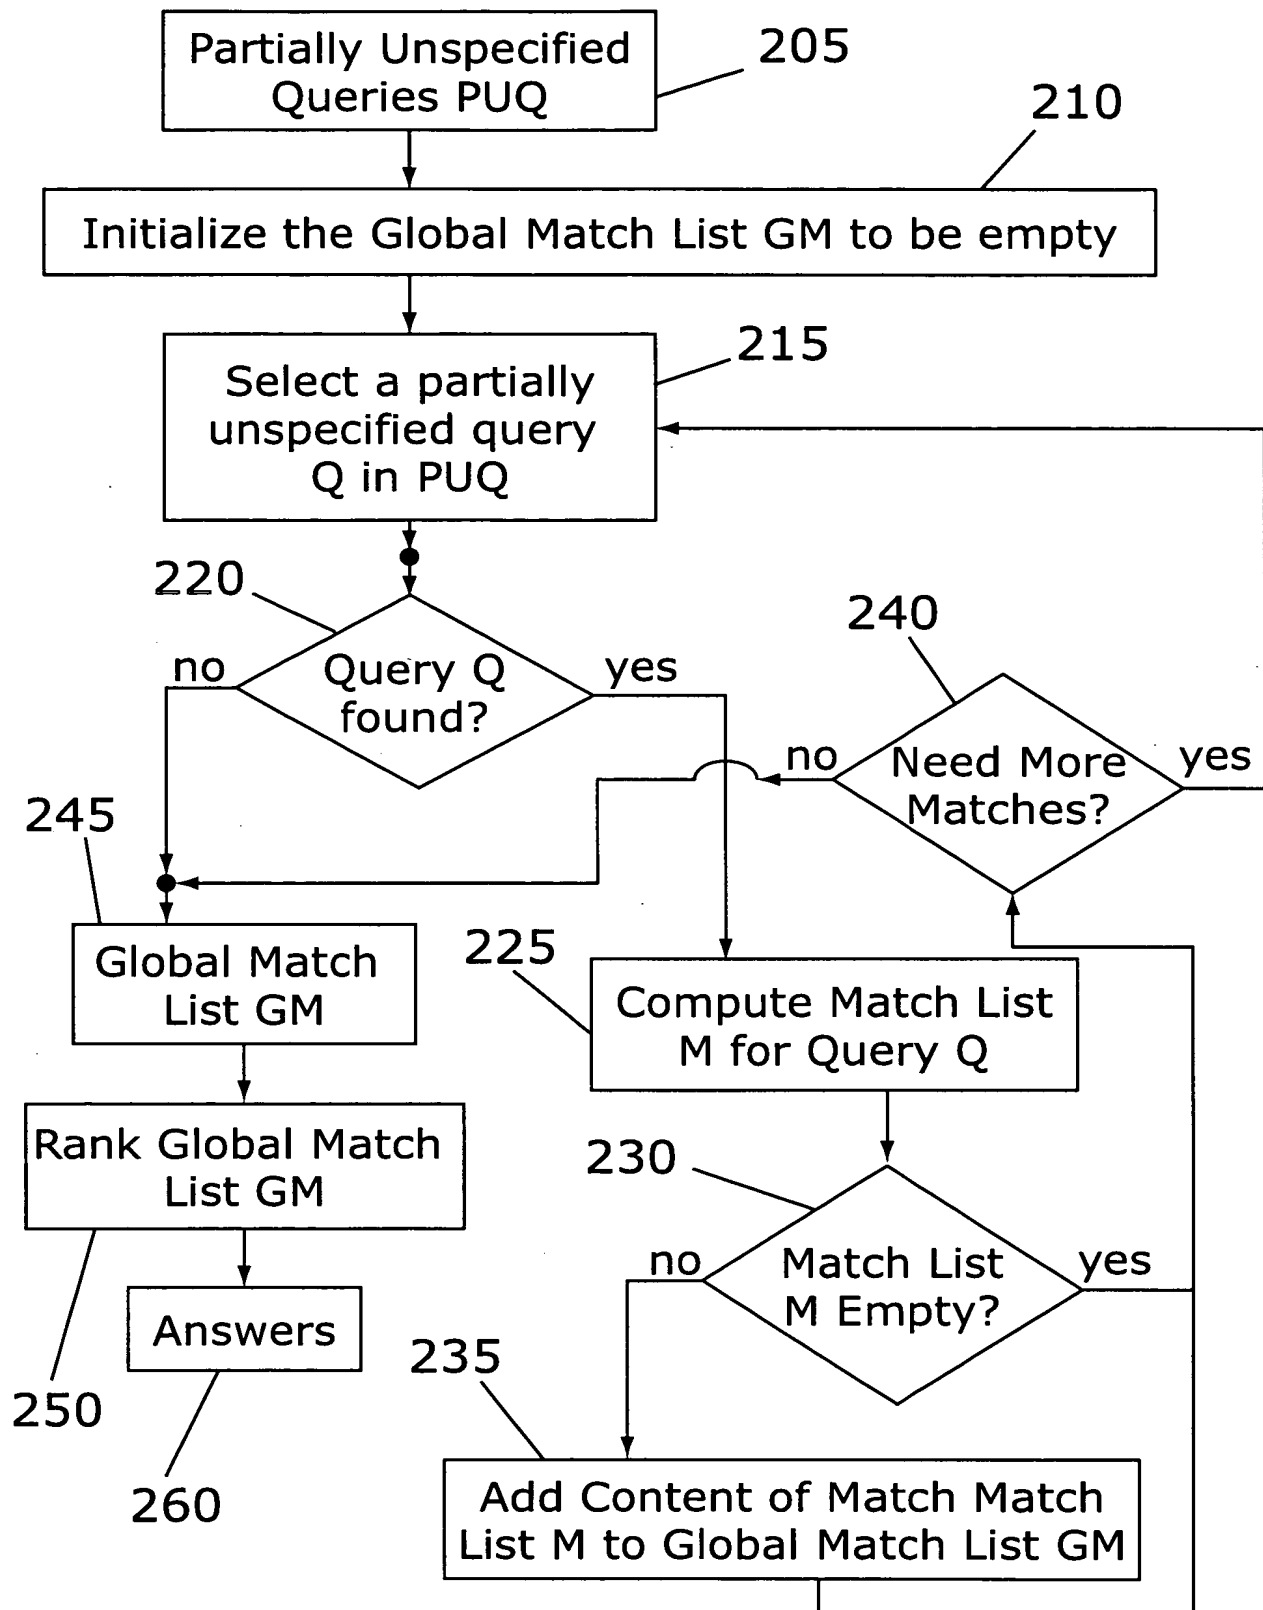 Partially Unspecified
Queries PUQ
205
210
Initialize the Global Match List GM to be empty
215
Select a partially
unspecified query
Q in PUQ
220
no
Query Q
found?
yes
240
no
Need More
Matches?
yes
245
Global Match
List GM
225
Compute Match List
M for Query Q
Rank Global Match
List GM
250
230
no
Match List
M Empty?
yes
Answers
260
235
Add Content of Match Match
List M to Global Match List GM